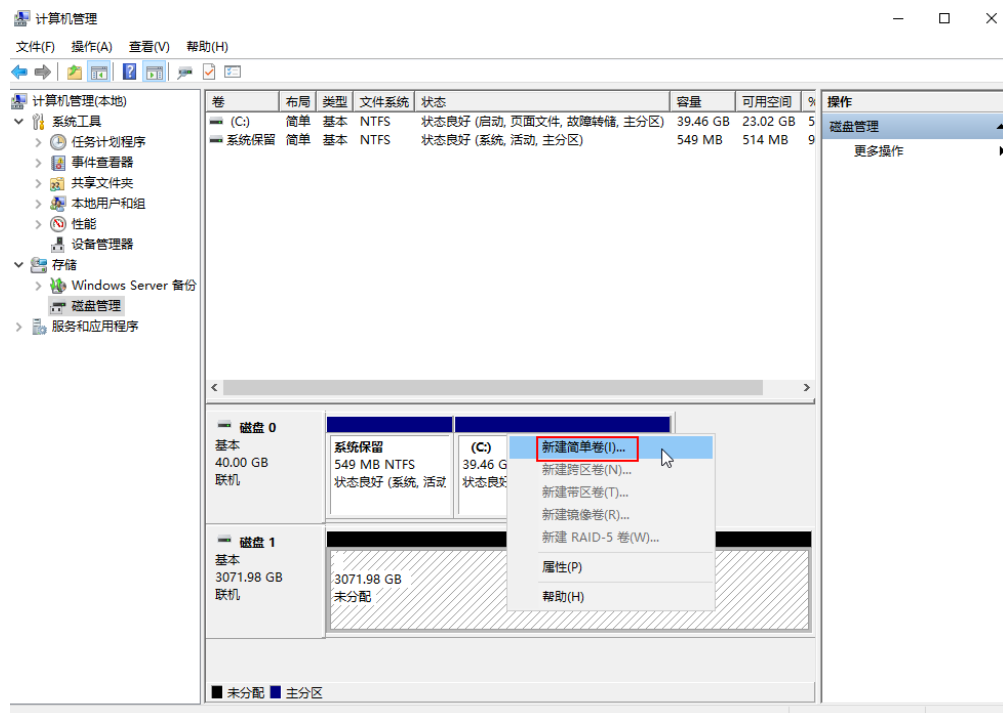 计算机管理
文件(F) 操作(A) 查看(V) 帮助(H)
计算机管理(本地)
系统工具
任务计划程序
事件查看器
共享文件夹
本地用户和组
性能
设备管理器
存储
Windows Server 备份
磁盘管理
服务和应用程序
卷 布局 类型 文件系统 状态 容量 可用空间 %
(C:) 简单 基本 NTFS 状态良好 (启动, 页面文件, 故障转储, 主分区) 39.46 GB 23.02 GB 5
系统保留 简单 基本 NTFS 状态良好 (系统, 活动, 主分区) 549 MB 514 MB 9
操作
磁盘管理
更多操作
磁盘 0
基本
40.00 GB
联机
系统保留
549 MB NTFS
状态良好 (系统, 活动
(C:)
39.46 G
状态良好
新建简单卷(I)...
新建跨区卷(N)...
新建带区卷(T)...
新建镜像卷(R)...
新建 RAID-5 卷(W)...
属性(P)
帮助(H)
磁盘 1
基本
3071.98 GB
联机
3071.98 GB
未分配
未分配 主分区